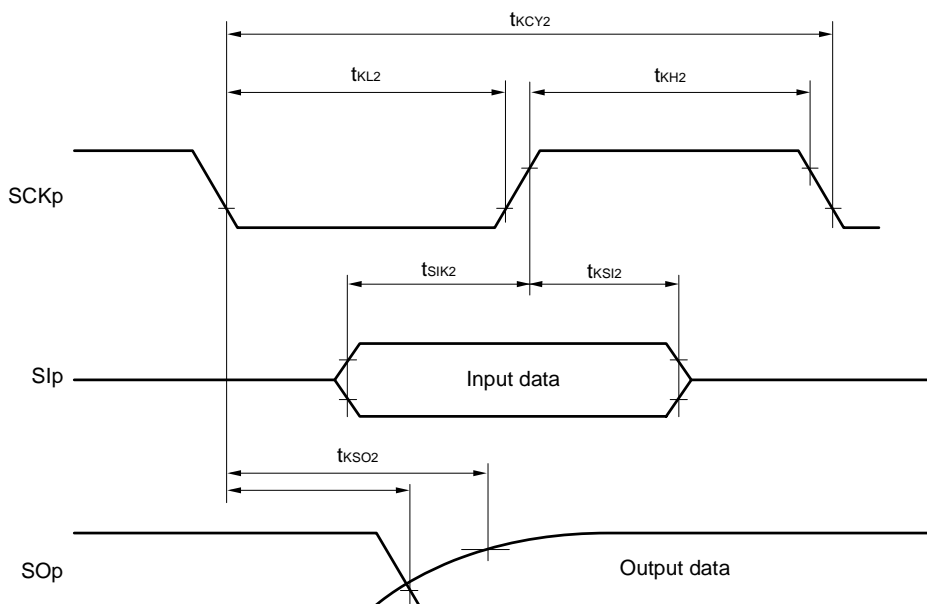 tKCY2
tKL2
tKH2
SCKp
tSIK2
tKSI2
SIp
Input data
tKSO2
SOp
Output data